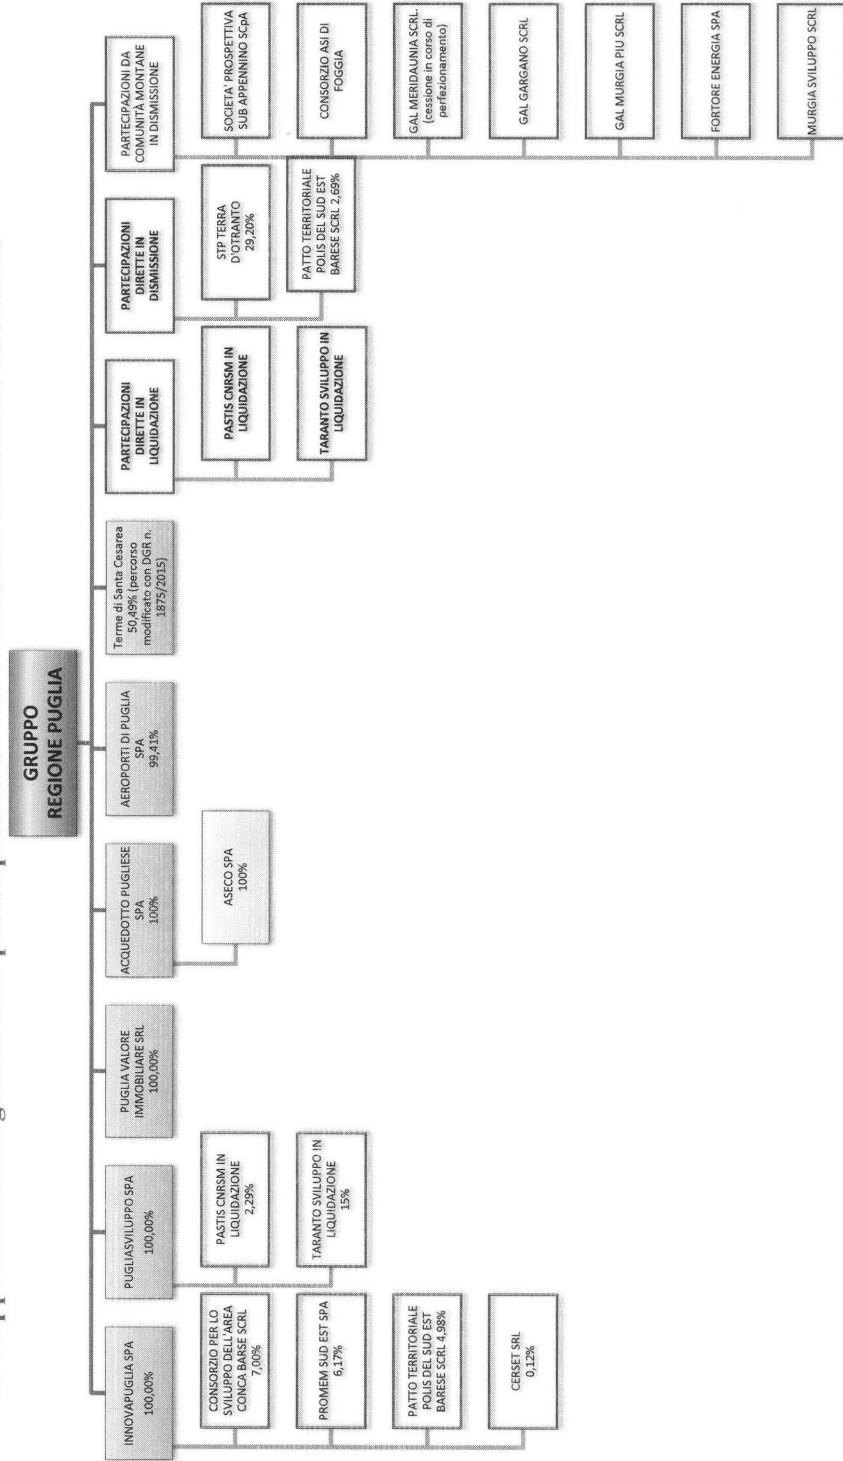 GRUPPO
REGIONE PUGLIA
INNOVAPUGLIA SPA
100,00%
CONSORZIO PER LO
SVILUPPO DELL'AREA
CONCA BARSE SCRL
7,00%
PROMEM SUD EST SPA
6,17%
PATTO TERRITORIALE
POLIS DEL SUD EST
BARESE SCRL 4,98%
CERSET SRL
0,12%
PUGLIASVILUPPO SPA
100,00%
PASTIS CNRSM IN
LIQUIDAZIONE
2,29%
TARANTO SVILUPPO IN
LIQUIDAZIONE
15%
PUGLIA VALORE
IMMOBILIARE SRL
100,00%
ACQUEDOTTO PUGLIESE
SPA
100%
ASECO SPA
100%
AEROPORTI DI PUGLIA
SPA
99,41%
Terme di Santa Cesarea
50,49% (percorso
modificato con DGR n.
1875/2015)
PARTECIPAZIONI
DIRETTE IN
LIQUIDAZIONE
PASTIS CNRSM IN
LIQUIDAZIONE
TARANTO SVILUPPO IN
LIQUIDAZIONE
PARTECIPAZIONI
DIRETTE IN
DISMISSIONE
STP TERRA
D'OTRANTO
29,20%
PATTO TERRITORIALE
POLIS DEL SUD EST
BARESE SCRL 2,69%
PARTECIPAZIONI DA
COMUNITÀ MONTANE
IN DISMISSIONE
SOCIETA' PROSPETTIVA
SUB APPENNINO SCpA
CONSORZIO ASI DI
FOGGIA
GAL MERIDAUNIA SCRL.
(cessione in corso di
perfezionamento)
GAL GARGANO SCRL
GAL MURGIA PIU SCRL
FORTORE ENERGIA SPA
MURGIA SVILUPPO SCRL